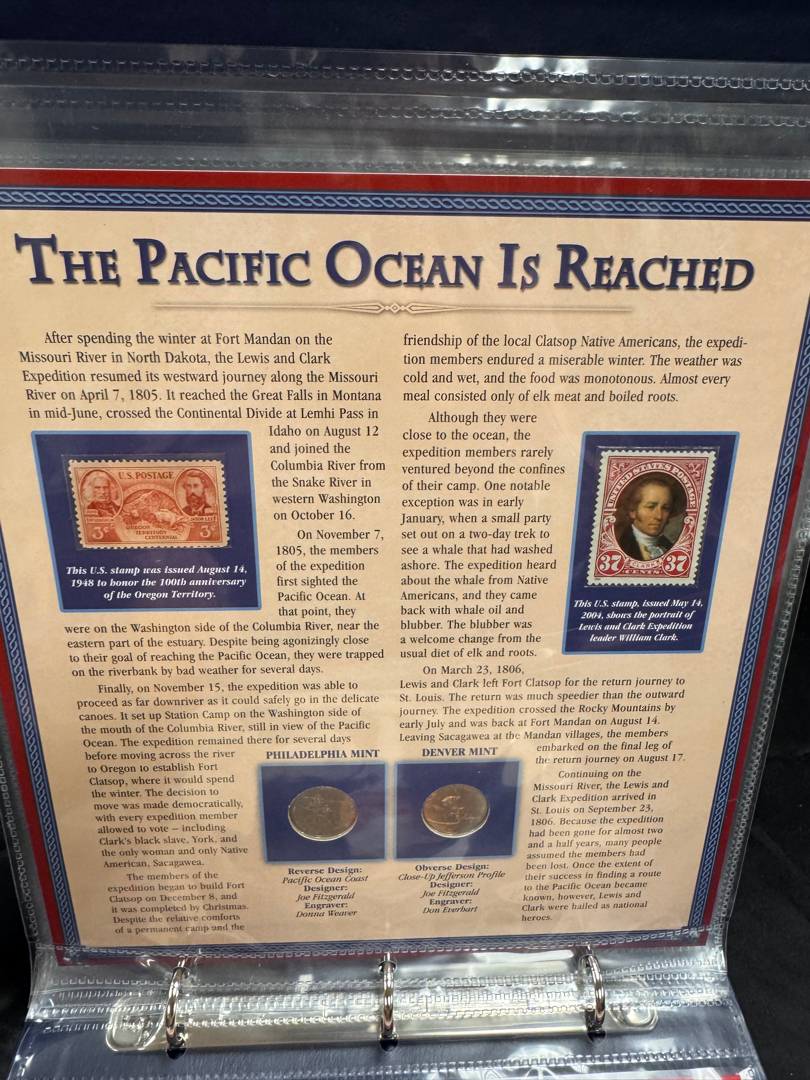 THE PACIFIC OCEAN IS REACHED
After spending the winter at Fort Mandan on the
Missouri River in North Dakota, the Lewis and Clark
Expedition resumed its westward journey along the Missouri
River on April 7, 1805. It reached the Great Falls in Montana
in mid-June, crossed the Continental Divide at Lemhi Pass in
Idaho on August 12
and joined the
Columbia River from
the Snake River in
western Washington
on October 16.
On November 7,
1805, the members
of the expedition
first sighted the
Pacific Ocean. At
that point, they
were on the Washington side of the Columbia River, near the
eastern part of the estuary. Despite being agonizingly close
to their goal of reaching the Pacific Ocean, they were trapped
on the riverbank by bad weather for several days.
Finally, on November 15, the expedition was able to
proceed as far downriver as it could safely go in the delicate
canoes. It set up Station Camp on the Washington side of
the mouth of the Columbia River, still in view of the Pacific
Ocean. The expedition remained there for several days
before moving across the river
to Oregon to establish Fort
Clatsop, where it would spend
the winter. The decision to
move was made democratically,
with every expedition member
allowed to vote — including
Clark's black slave, York, and
the only woman and only Native
American, Sacagawea.
The members of the
expedition began to build Fort
Clatsop on December 8, and
it was completed by Christmas.
Despite the relative comforts
of a permanent camp and the
U.S. POSTAGE
OREGON
TERRITORY
CENTENNIAL
3¢
3¢
This U.S. stamp was issued August 14,
1948 to honor the 100th anniversary
of the Oregon Territory.
friendship of the local Clatsop Native Americans, the expedi-
tion members endured a miserable winter. The weather was
cold and wet, and the food was monotonous. Almost every
meal consisted only of elk meat and boiled roots.
Although they were
close to the ocean, the
expedition members rarely
ventured beyond the confines
of their camp. One notable
exception was in early
January, when a small party
set out on a two-day trek to
see a whale that had washed
ashore. The expedition heard
about the whale from Native
Americans, and they came
back with whale oil and
blubber. The blubber was
a welcome change from the
usual diet of elk and roots.
On March 23, 1806,
Lewis and Clark left Fort Clatsop for the return journey to
St. Louis. The return was much speedier than the outward
journey. The expedition crossed the Rocky Mountains by
early July and was back at Fort Mandan on August 14.
Leaving Sacagawea at the Mandan villages, the members
embarked on the final leg of
the return journey on August 17.
Continuing on the
Missouri River, the Lewis and
Clark Expedition arrived in
St. Louis on September 23,
1806. Because the expedition
had been gone for almost two
and a half years, many people
assumed the members had
been lost. Once the extent of
their success in finding a route
to the Pacific Ocean became
known, however, Lewis and
Clark were hailed as national
heroes.
UNITED STATES POSTAGE
37
CLARK
CENTS
37
This U.S. stamp, issued May 14,
2004, shows the portrait of
Lewis and Clark Expedition
leader William Clark.
PHILADELPHIA MINT
Reverse Design:
Pacific Ocean Coast
Designer:
Joe Fitzgerald
Engraver:
Donna Weaver
DENVER MINT
Obverse Design:
Close-Up Jefferson Profile
Designer:
Joe Fitzgerald
Engraver:
Don Everhart